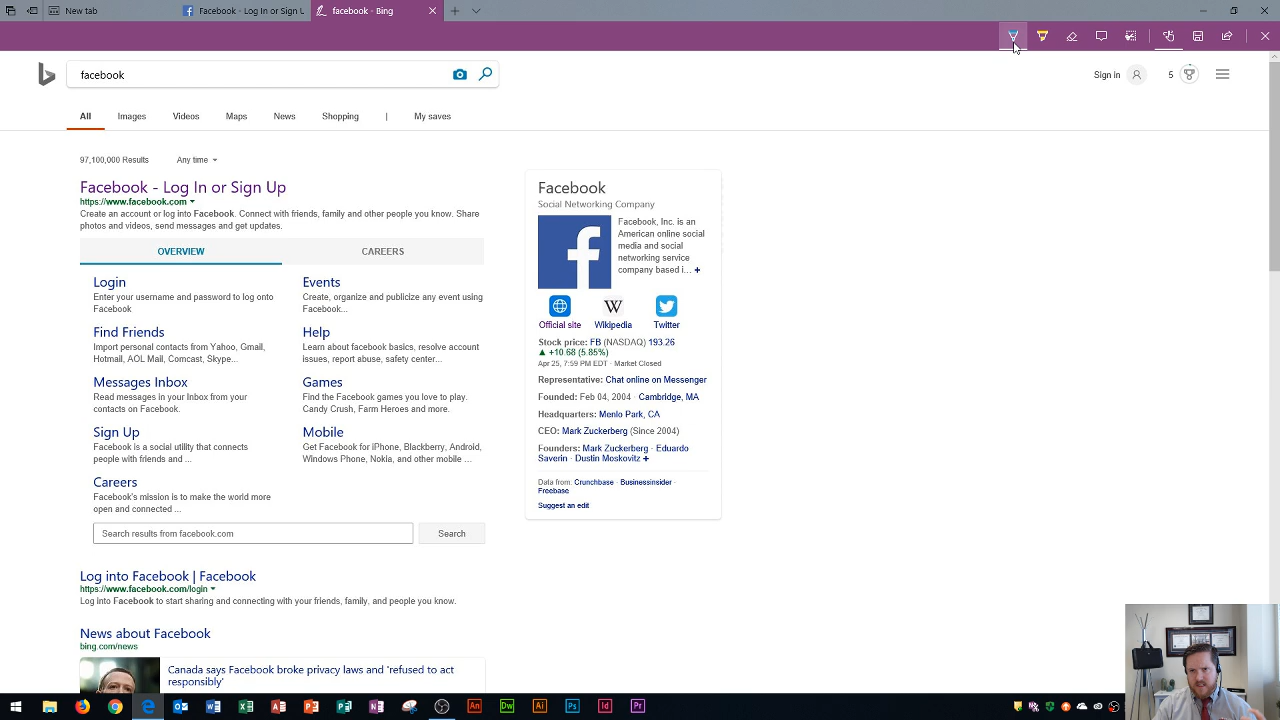 Facebook - Log In or Sign U
facebook - Bing
facebook
Sign in
5
All
Images
Videos
Maps
News
Shopping
|
My saves
97,100,000 Results
Any time
Facebook - Log In or Sign Up
https://www.facebook.com
Create an account or log into Facebook. Connect with friends, family and other people you know. Share
photos and videos, send messages and get updates.
OVERVIEW
CAREERS
Login
Enter your username and password to log onto
Facebook
Find Friends
Import personal contacts from Yahoo, Gmail,
Hotmail, AOL Mail, Comcast, Skype...
Messages Inbox
Read messages in your Inbox from your
contacts on Facebook.
Sign Up
Facebook is a social utility that connects
people with friends and ...
Careers
Facebook's mission is to make the world more
open and connected ...
Events
Create, organize and publicize any event using
Facebook...
Help
Learn about facebook basics, resolve account
issues, report abuse, safety center...
Games
Find the Facebook games you love to play.
Candy Crush, Farm Heroes and more.
Mobile
Get Facebook for iPhone, Blackberry, Android,
Windows Phone, Nokia, and other mobile ...
Search results from facebook.com
Search
Log into Facebook | Facebook
https://www.facebook.com/login
Log into Facebook to start sharing and connecting with your friends, family, and people you know.
News about Facebook
bing.com/news
Canada says Facebook broke privacy laws and 'refused to act
responsibly'
Facebook
Social Networking Company
Facebook, Inc. is an
American online social
media and social
networking service
company based i... +
f
W
Official site
Wikipedia
Twitter
Stock price: FB (NASDAQ) 193.26
▲ +10.68 (5.85%)
Apr 25, 7:59 PM EDT · Market Closed
Representative: Chat online on Messenger
Founded: Feb 04, 2004 · Cambridge, MA
Headquarters: Menlo Park, CA
CEO: Mark Zuckerberg (Since 2004)
Founders: Mark Zuckerberg · Eduardo
Saverin · Dustin Moskovitz +
Data from: Crunchbase · Businessinsider ·
Freebase
Suggest an edit
An
Dw
Ai
Ps
Id
Pr